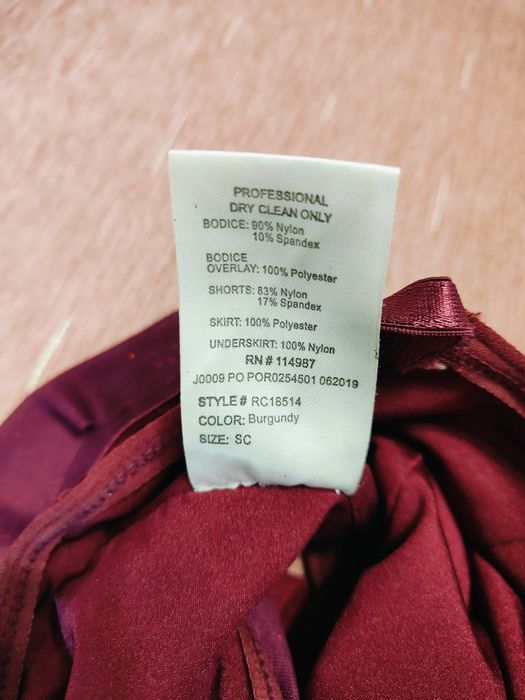 PROFESSIONAL
DRY CLEAN ONLY
BODICE: 90% Nylon
10% Spandex
BODICE
OVERLAY: 100% Polyester
SHORTS: 83% Nylon
17% Spandex
SKIRT: 100% Polyester
UNDERSKIRT: 100% Nylon
RN # 114987
J0009 PO POR0254501 062019
STYLE# RC18514
COLOR: Burgundy
SIZE: SC